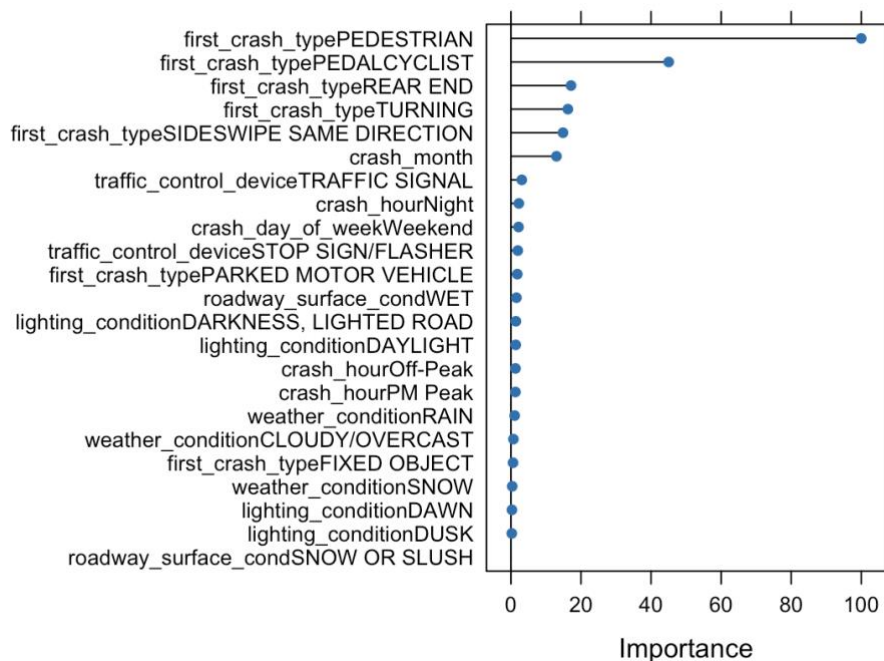 first_crash_typePEDESTRIAN
first_crash_typePEDALCYCLIST
first_crash_typeREAR END
first_crash_typeTURNING
first_crash_typeSIDESWIPE SAME DIRECTION
crash_month
traffic_control_deviceTRAFFIC SIGNAL
crash_hourNight
crash_day_of_weekWeekend
traffic_control_deviceSTOP SIGN/FLASHER
first_crash_typePARKED MOTOR VEHICLE
roadway_surface_condWET
lighting_conditionDARKNESS, LIGHTED ROAD
lighting_conditionDAYLIGHT
crash_hourOff-Peak
crash_hourPM Peak
weather_conditionRAIN
weather_conditionCLOUDY/OVERCAST
first_crash_typeFIXED OBJECT
weather_conditionSNOW
lighting_conditionDAWN
lighting_conditionDUSK
roadway_surface_condSNOW OR SLUSH
0 20 40 60 80 100
Importance